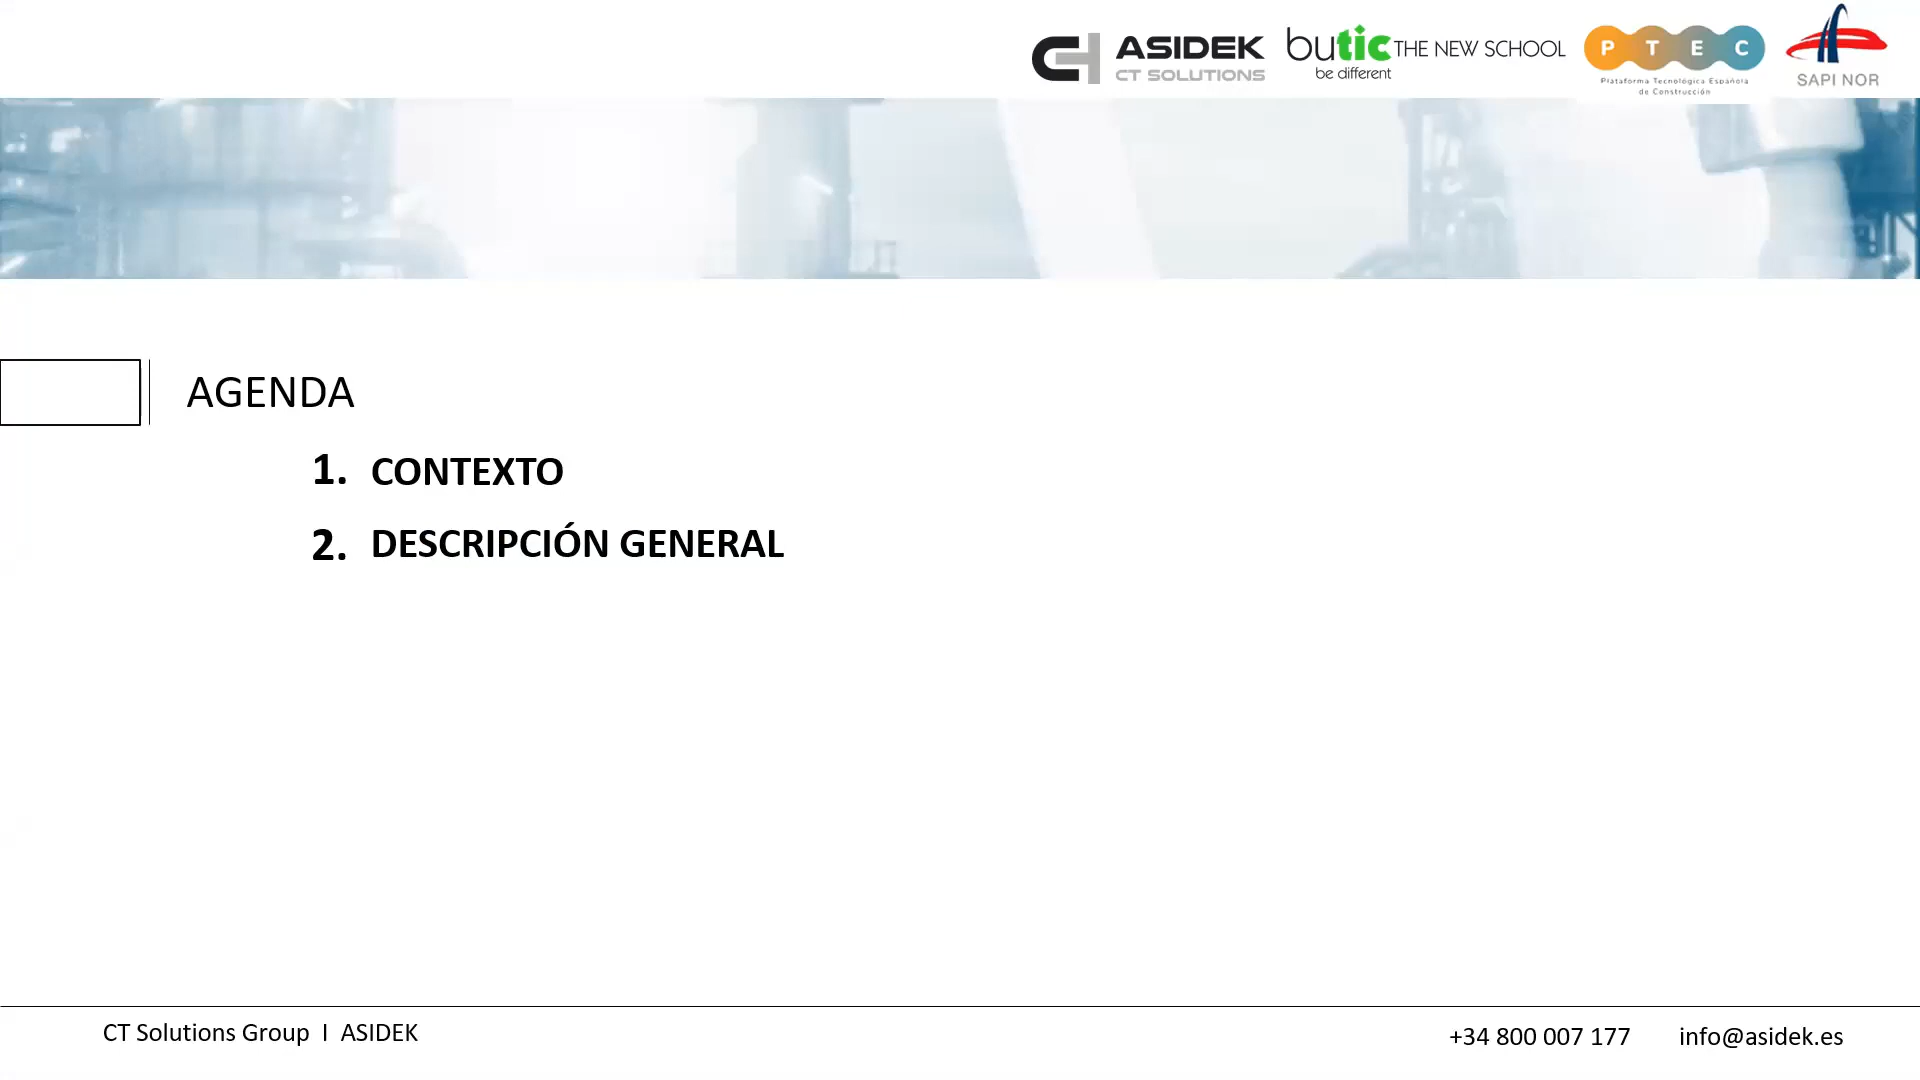 ASIDEK
CT SOLUTIONS
butic THE NEW SCHOOL
be different
P T E C
Plataforma Tecnológica Española
de Construcción
SAPI NOR
AGENDA
1. CONTEXTO
2. DESCRIPCIÓN GENERAL
CT Solutions Group I ASIDEK
+34 800 007 177 info@asidek.es